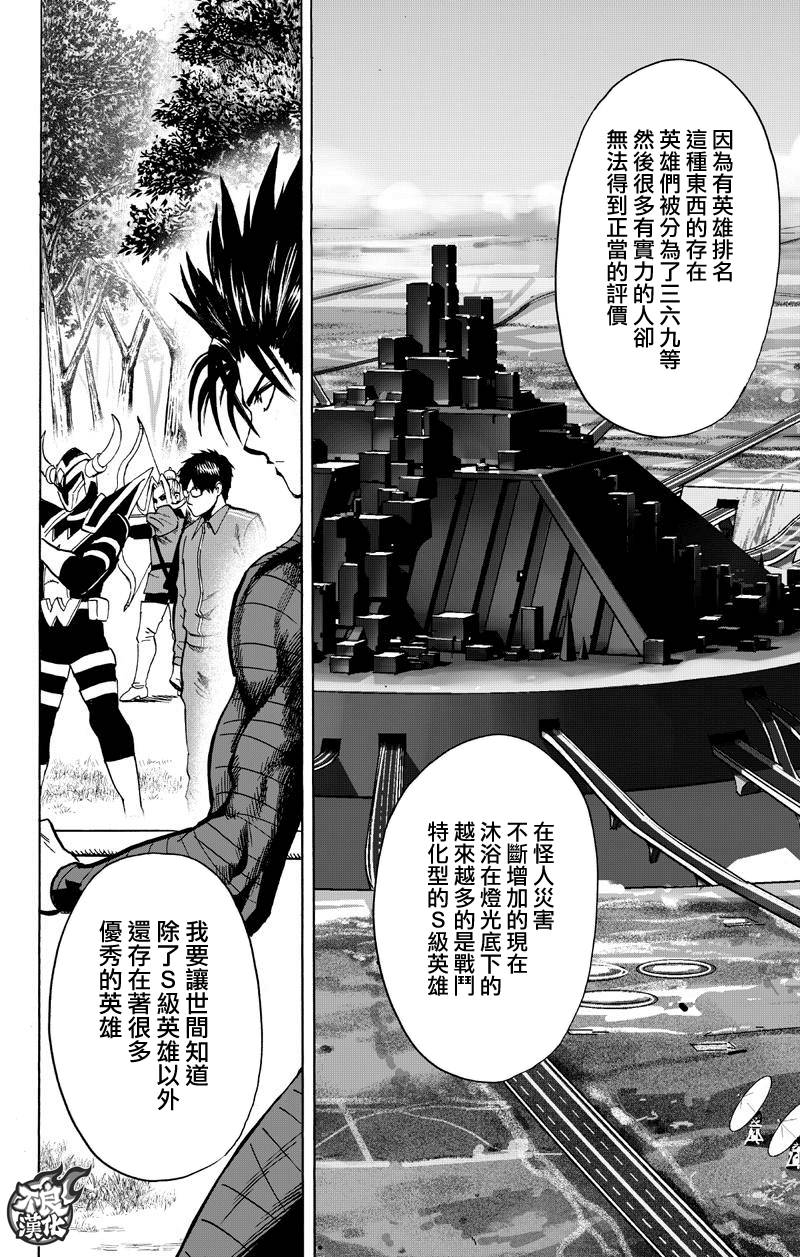 因為有英雄排名
這種東西的存在
英雄們被分為了三六九等
然後很多有實力的人卻
無法得到正當的評價
在怪人災害
不斷增加的現在
沐浴在燈光底下的
越來越多的是戰鬥
特化型的S級英雄
我要讓世間知道
除了S級英雄以外
還存在著很多
優秀的英雄
W
不良
漢化